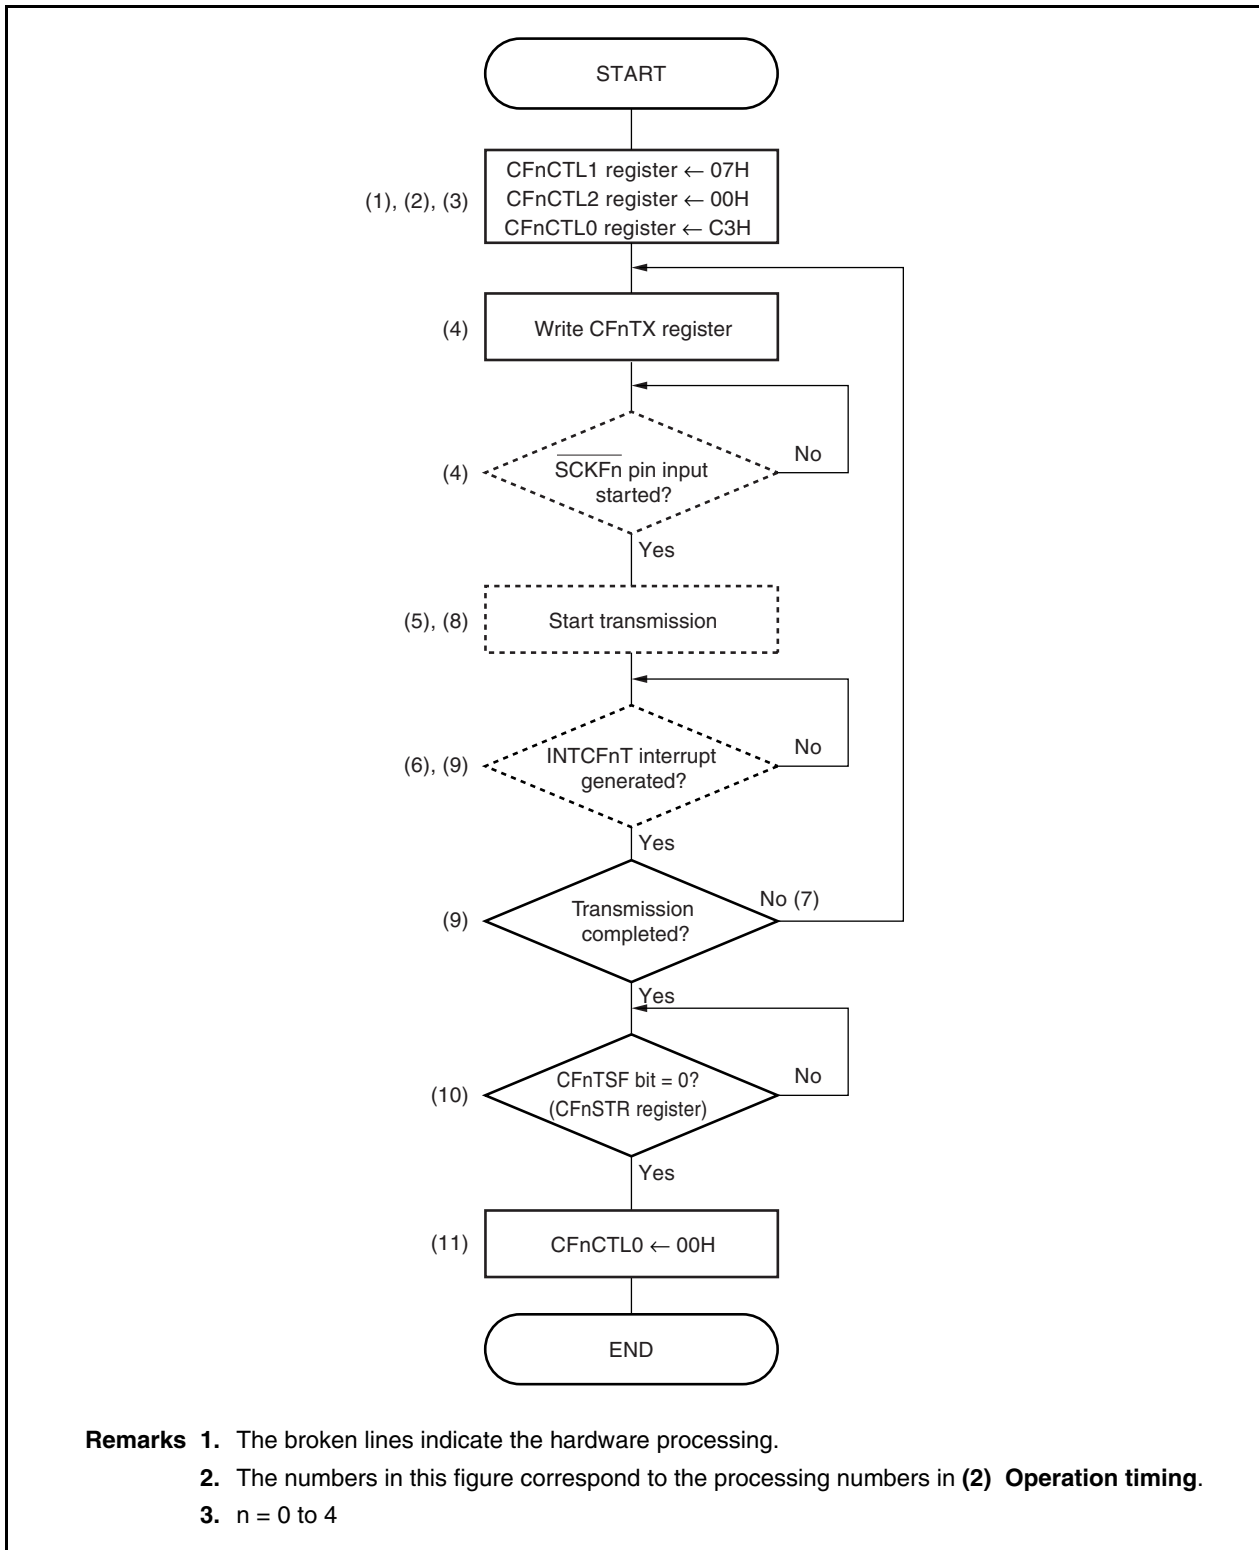 START
(1), (2), (3)
CFnCTL1 register ← 07H
CFnCTL2 register ← 00H
CFnCTL0 register ← C3H
(4)
Write CFnTX register
(4)
S̅C̅K̅F̅n̅ pin input
started?
No
Yes
(5), (8)
Start transmission
(6), (9)
INTCFnT interrupt
generated?
No
Yes
(9)
Transmission
completed?
No (7)
Yes
(10)
CFnTSF bit = 0?
(CFnSTR register)
No
Yes
(11)
CFnCTL0 ← 00H
END
Remarks 1. The broken lines indicate the hardware processing.
2. The numbers in this figure correspond to the processing numbers in (2) Operation timing.
3. n = 0 to 4